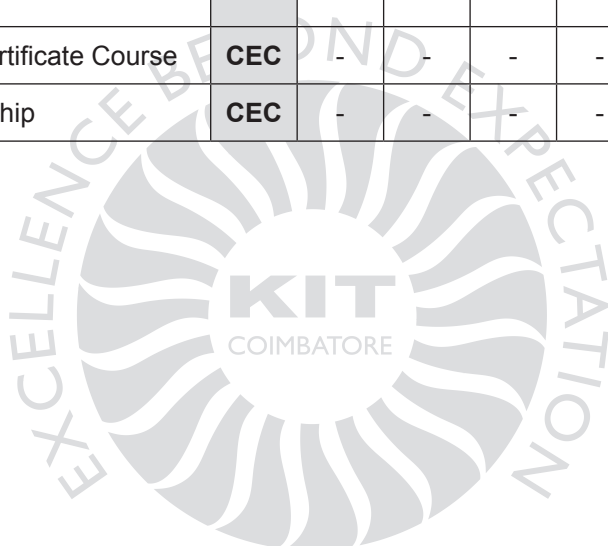 rtificate Course CEC - - - -
hip CEC - - - -
EXCELLENCE BEYOND EXPECTATION
KIT
COIMBATORE